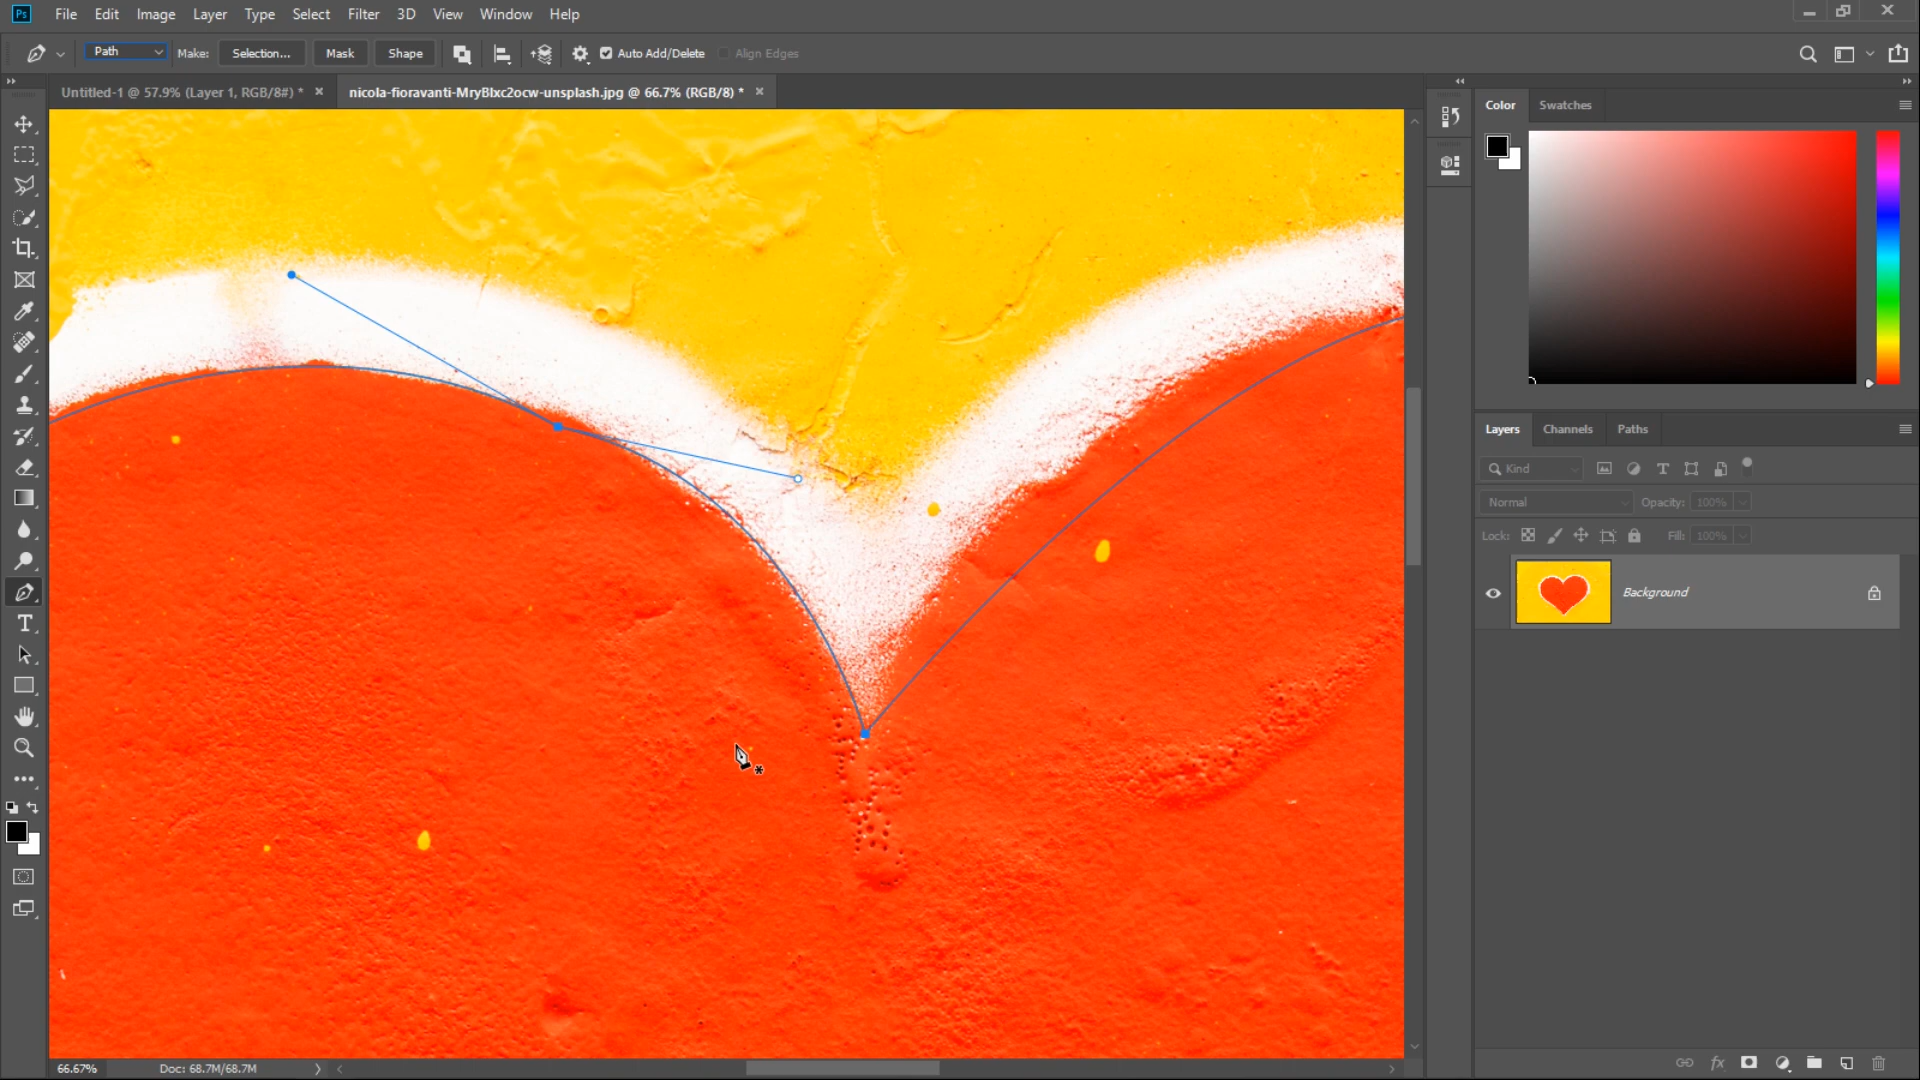 Ps File Edit Image Layer Type Select Filter 3D View Window Help
Path Make: Selection... Mask Shape Auto Add/Delete Align Edges
Untitled-1 @ 57.9% (Layer 1, RGB/8#) * × nicola-fioravanti-MryBlxc2ocw-unsplash.jpg @ 66.7% (RGB/8) * ×
Color Swatches
Layers Channels Paths
Kind
Normal Opacity: 100%
Lock: Fill: 100%
Background
66.67% Doc: 68.7M/68.7M